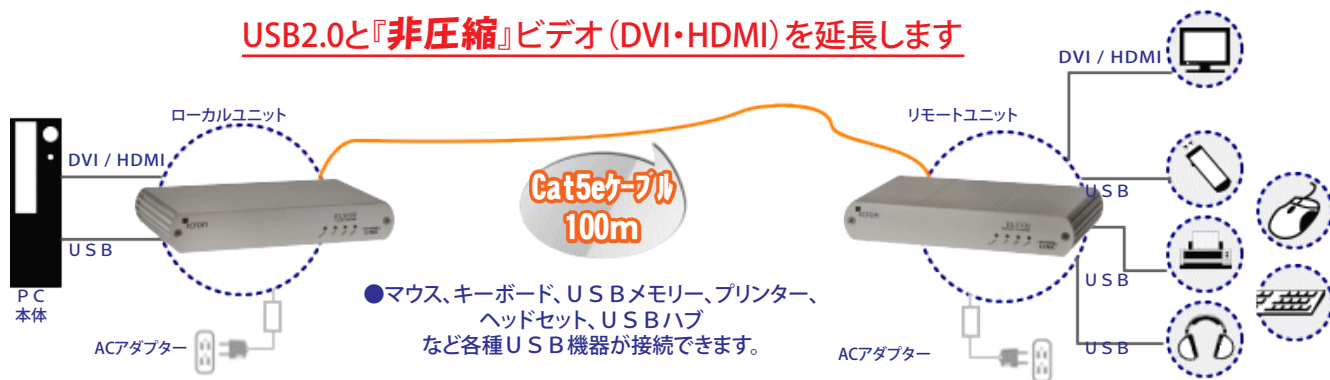 USB2.0と『非圧縮』ビデオ(DVI・HDMI)を延長します
DVI / HDMI
ローカルユニット
リモートユニット
DVI / HDMI
Cat5eケーブル
100m
icron
icron
USB
USB
PC
本体
USB
●マウス、キーボード、USBメモリー、プリンター、
ヘッドセット、USBハブ
など各種USB機器が接続できます。
ACアダプター
ACアダプター
USB